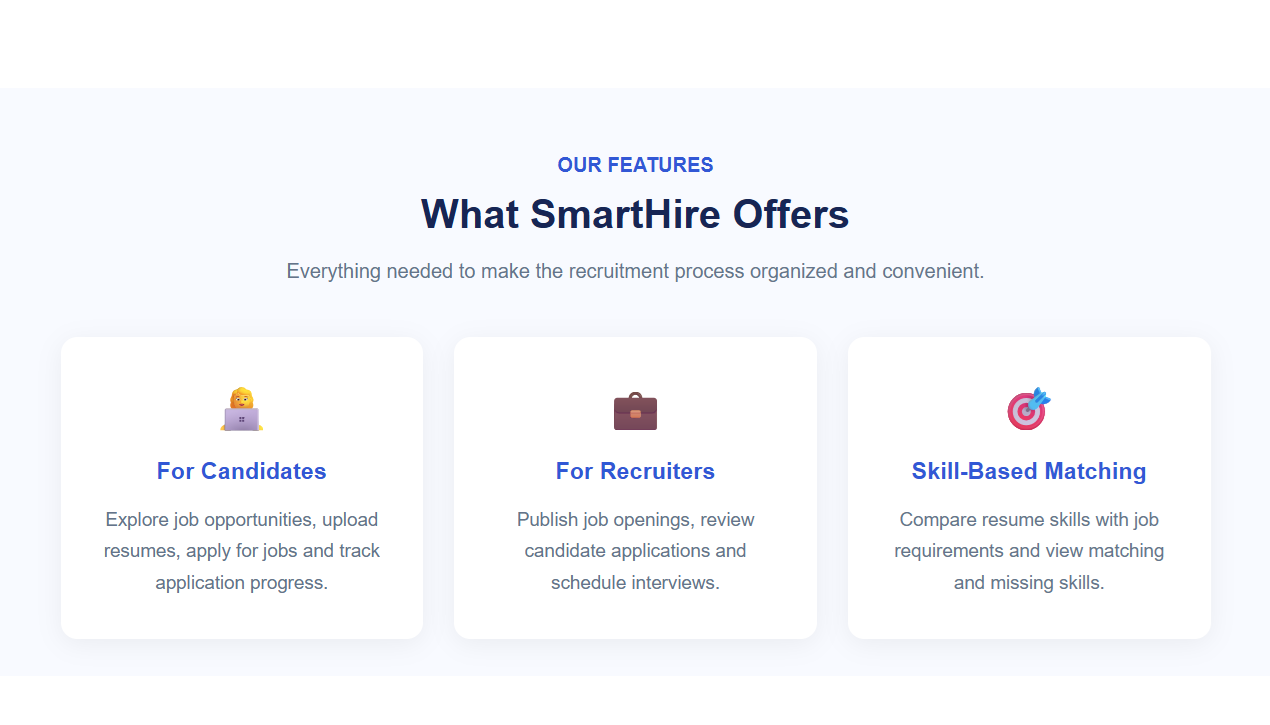 OUR FEATURES
What SmartHire Offers
Everything needed to make the recruitment process organized and convenient.
For Candidates
Explore job opportunities, upload
resumes, apply for jobs and track
application progress.
For Recruiters
Publish job openings, review
candidate applications and
schedule interviews.
Skill-Based Matching
Compare resume skills with job
requirements and view matching
and missing skills.